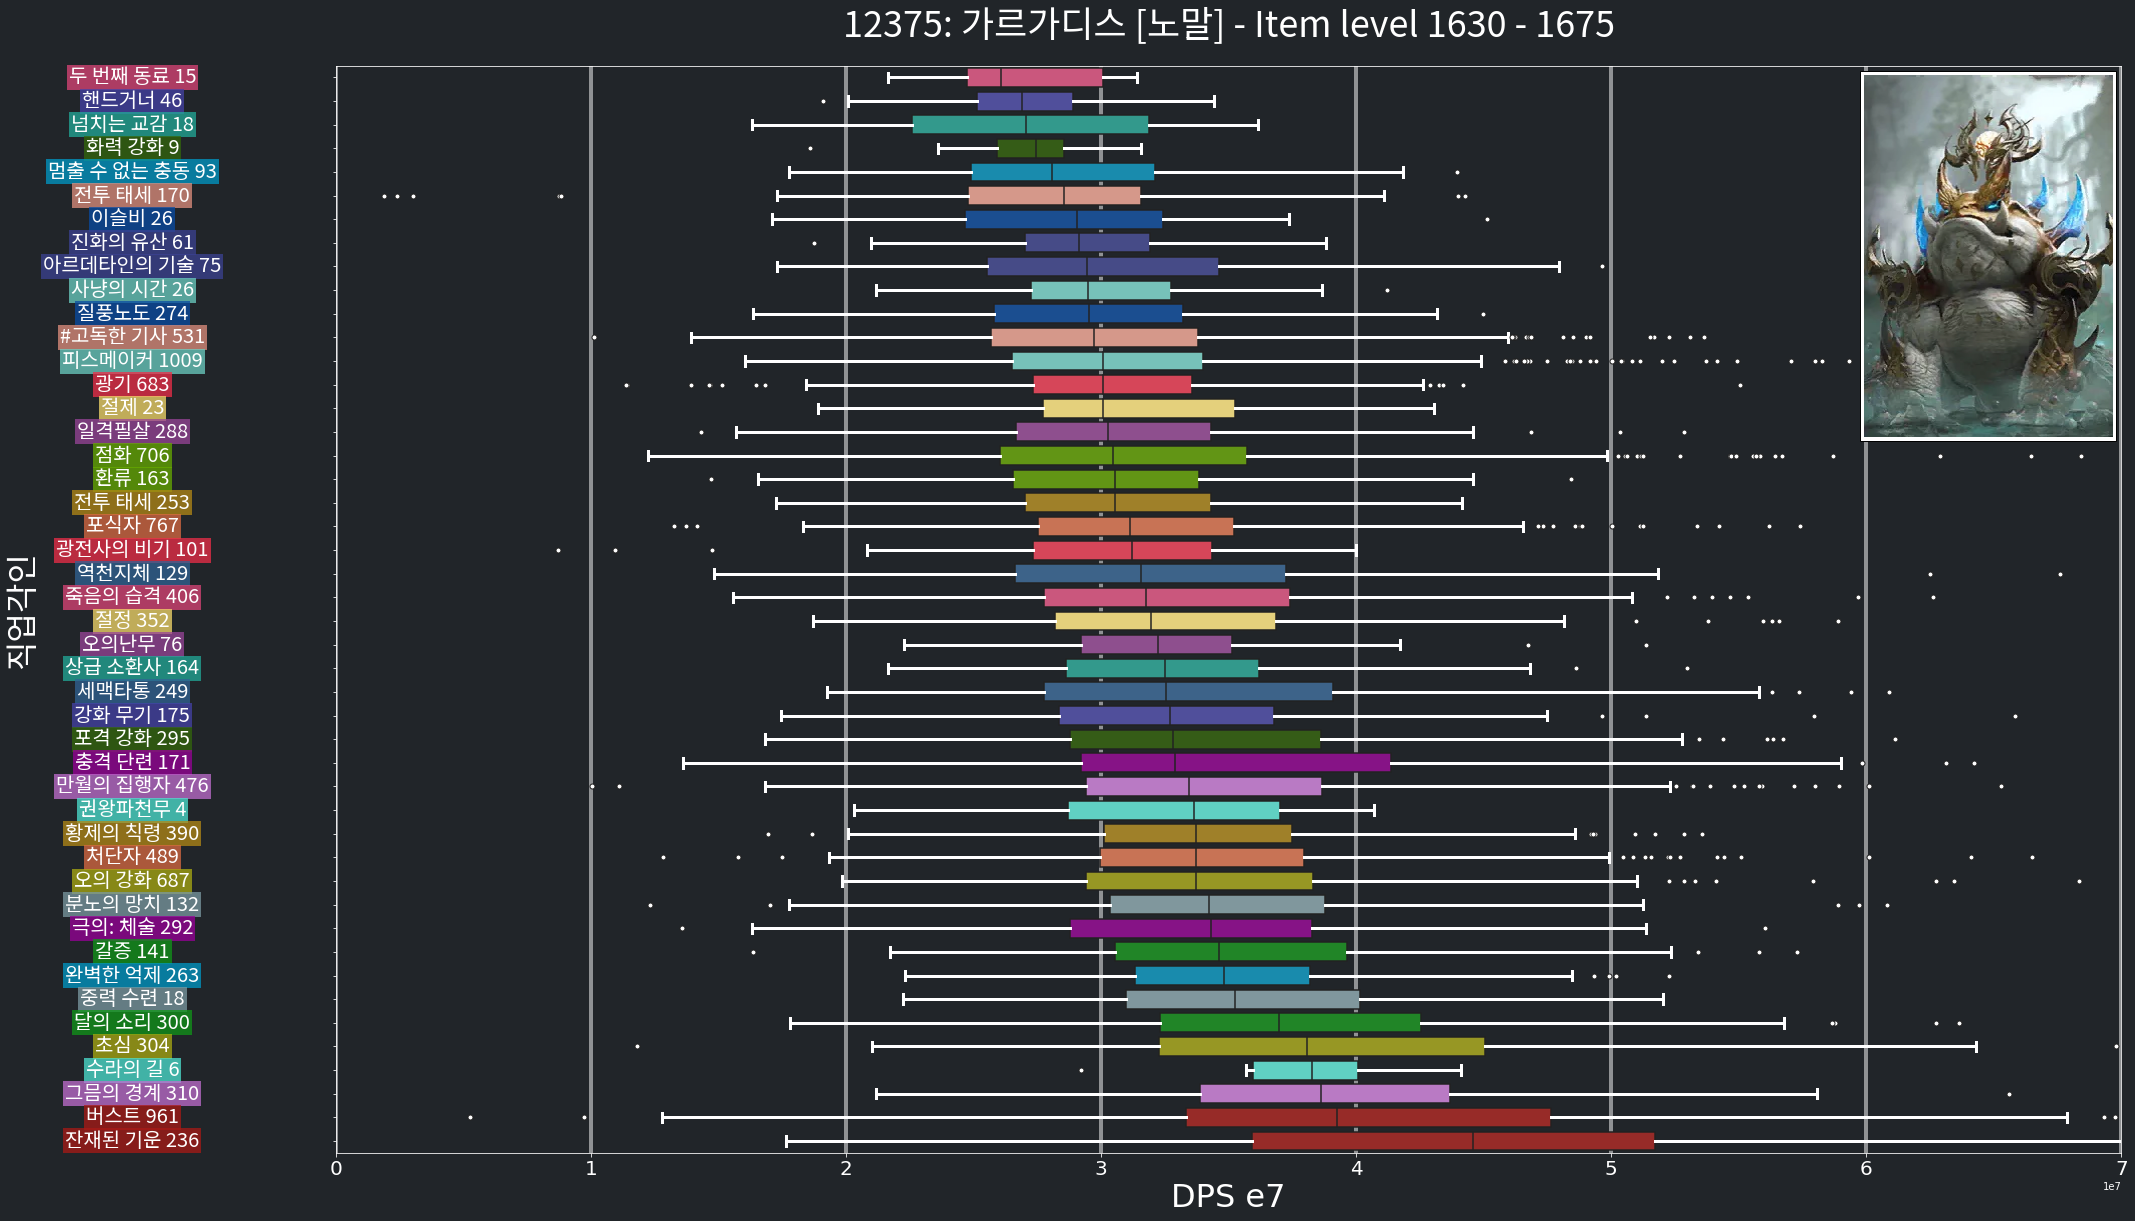 12375: 가르가디스 [노말] - Item level 1630 - 1675
직업각인
두 번째 동료 15
핸드거너 46
넘치는 교감 18
화력 강화 9
멈출 수 없는 충동 93
전투 태세 170
이슬비 26
진화의 유산 61
아르데타인의 기술 75
사냥의 시간 26
질풍노도 274
#고독한 기사 531
피스메이커 1009
광기 683
절제 23
일격필살 288
점화 706
환류 163
전투 태세 253
포식자 767
광전사의 비기 101
역천지체 129
죽음의 습격 406
절정 352
오의난무 76
상급 소환사 164
세맥타통 249
강화 무기 175
포격 강화 295
충격 단련 171
만월의 집행자 476
권왕파천무 4
황제의 칙령 390
처단자 489
오의 강화 687
분노의 망치 132
극의: 체술 292
갈증 141
완벽한 억제 263
중력 수련 18
달의 소리 300
초심 304
수라의 길 6
그믐의 경계 310
버스트 961
잔재된 기운 236
0 1 2 3 4 5 6 7
1e7
DPS e7